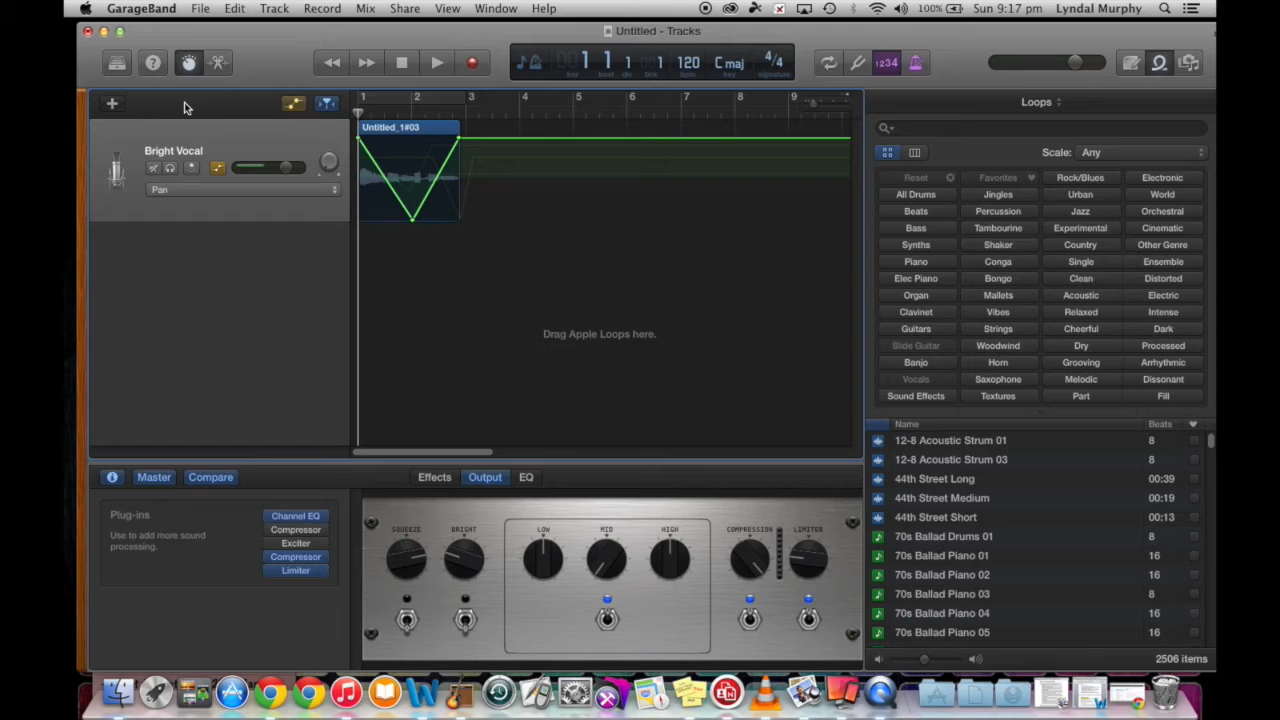 GarageBand File Edit Track Record Mix Share View Window Help 100% Sun 9:17 pm Lyndal Murphy
Untitled - Tracks
1 1 1 1 120 C maj 4/4
bar beat div tick bpm key signature
1234
1 2 3 4 5 6 7 8 9
Loops
Untitled_1#03
Bright Vocal
Pan
Scale: Any
Reset Favorites Rock/Blues Electronic
All Drums Jingles Urban World
Beats Percussion Jazz Orchestral
Bass Tambourine Experimental Cinematic
Synths Shaker Country Other Genre
Piano Conga Single Ensemble
Elec Piano Bongo Clean Distorted
Organ Mallets Acoustic Electric
Clavinet Vibes Relaxed Intense
Guitars Strings Cheerful Dark
Slide Guitar Woodwind Dry Processed
Banjo Horn Grooving Arrhythmic
Vocals Saxophone Melodic Dissonant
Sound Effects Textures Part Fill
Drag Apple Loops here.
Name Beats
12-8 Acoustic Strum 01 8
12-8 Acoustic Strum 03 8
44th Street Long 00:39
44th Street Medium 00:19
44th Street Short 00:13
70s Ballad Drums 01 8
70s Ballad Piano 01 16
70s Ballad Piano 02 16
70s Ballad Piano 03 8
70s Ballad Piano 04 16
70s Ballad Piano 05 16
2506 items
Master Compare Effects Output EQ
Plug-ins
Use to add more sound
processing.
Channel EQ
Compressor
Exciter
Compressor
Limiter
SQUEEZE BRIGHT LOW MID HIGH COMPRESSION LIMITER